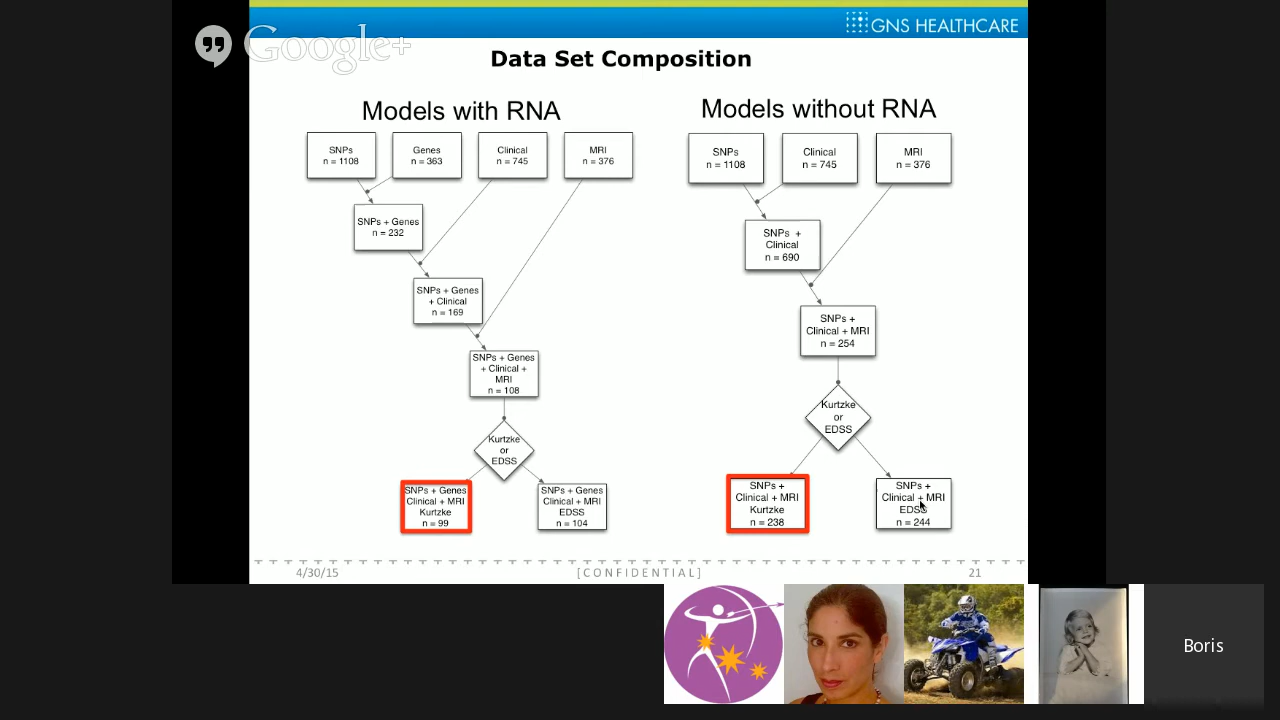 Google+
GNS HEALTHCARE
Data Set Composition
Models with RNA
SNPs
n = 1108
Genes
n = 363
Clinical
n = 745
MRI
n = 376
SNPs + Genes
n = 232
SNPs + Genes
+ Clinical
n = 169
SNPs + Genes
+ Clinical +
MRI
n = 108
Kurtzke
or
EDSS
SNPs + Genes
Clinical + MRI
Kurtzke
n = 99
SNPs + Genes
Clinical + MRI
EDSS
n = 104
Models without RNA
SNPs
n = 1108
Clinical
n = 745
MRI
n = 376
SNPs +
Clinical
n = 690
SNPs +
Clinical + MRI
n = 254
Kurtzke
or
EDSS
SNPs +
Clinical + MRI
Kurtzke
n = 238
SNPs +
Clinical + MRI
EDSS
n = 244
4/30/15
[CONFIDENTIAL]
21
Boris